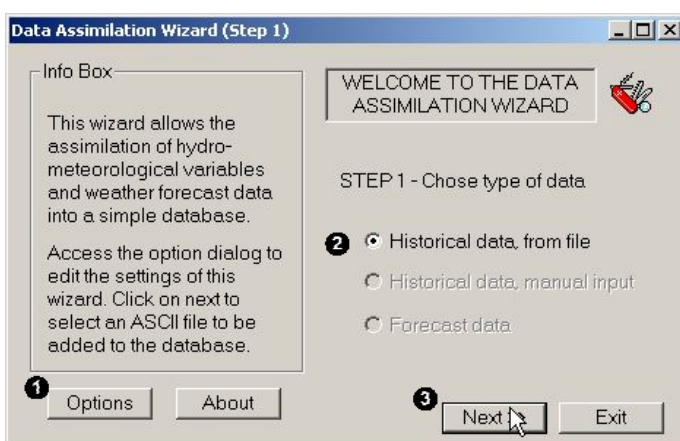 Data Assimilation Wizard (Step 1)
Info Box
This wizard allows the
assimilation of hydro-
meteorological variables
and weather forecast data
into a simple database.
Access the option dialog to
edit the settings of this
wizard. Click on next to
select an ASCII file to be
added to the database.
WELCOME TO THE DATA
ASSIMILATION WIZARD
STEP 1 - Chose type of data
2 Historical data, from file
Historical data, manual input
Forecast data
1 Options About
3 Next Exit